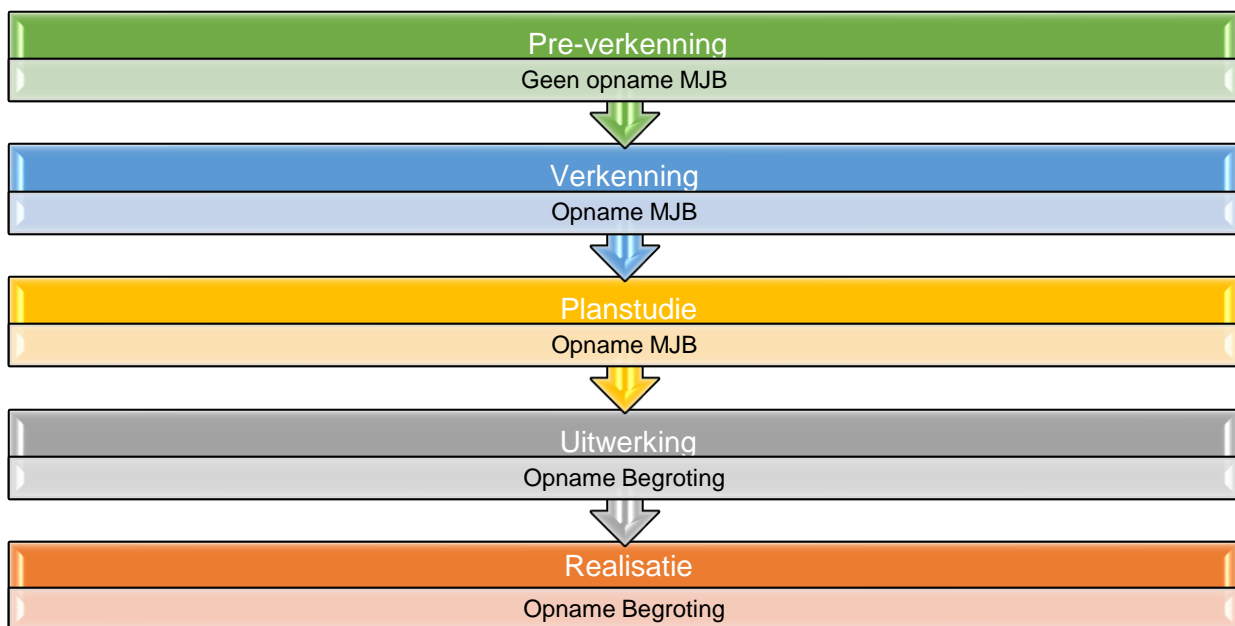 Pre-verkenning
Geen opname MJB
Verkenning
Opname MJB
Planstudie
Opname MJB
Uitwerking
Opname Begroting
Realisatie
Opname Begroting